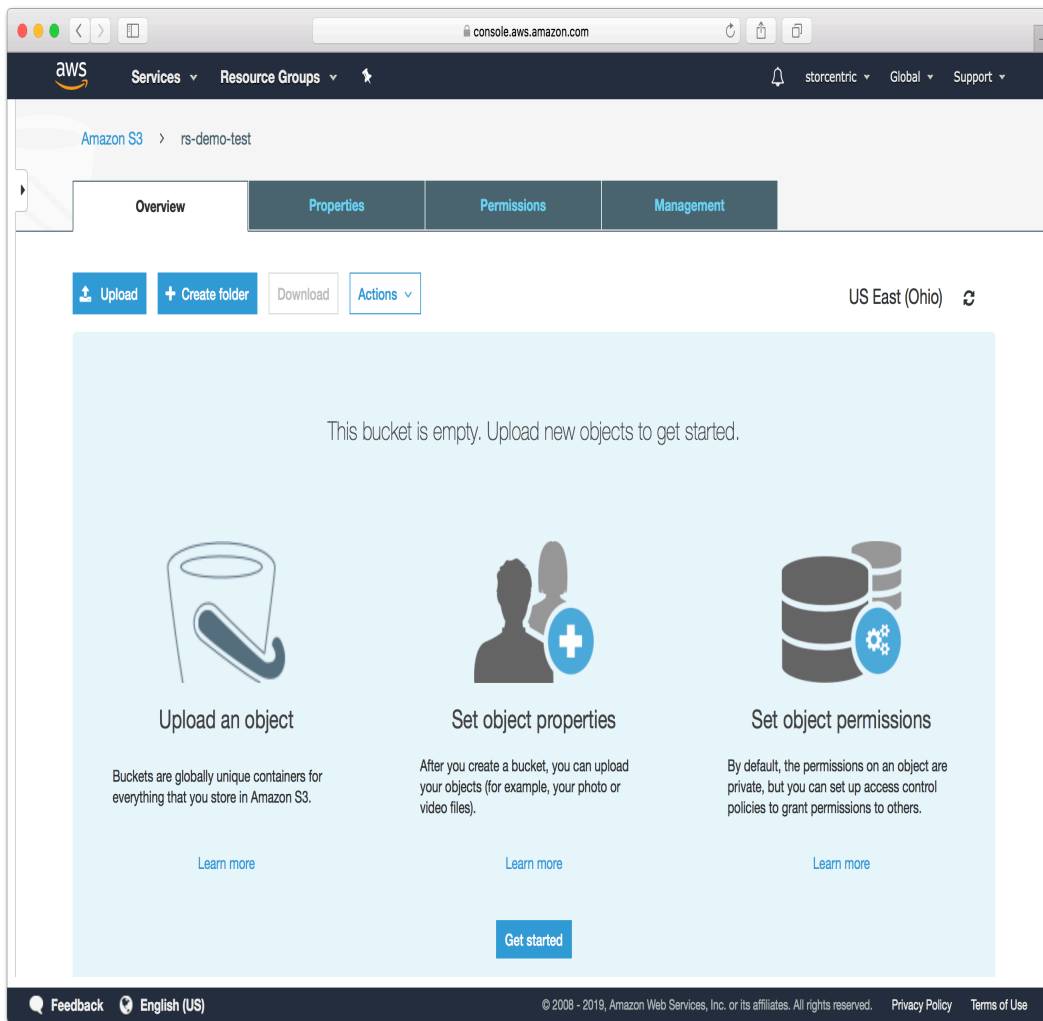 console.aws.amazon.com
aws Services Resource Groups storcentric Global Support
Amazon S3 > rs-demo-test
Overview Properties Permissions Management
Upload + Create folder Download Actions
US East (Ohio)
This bucket is empty. Upload new objects to get started.
Upload an object
Buckets are globally unique containers for
everything that you store in Amazon S3.
Learn more
Set object properties
After you create a bucket, you can upload
your objects (for example, your photo or
video files).
Learn more
Set object permissions
By default, the permissions on an object are
private, but you can set up access control
policies to grant permissions to others.
Learn more
Get started
Feedback English (US) © 2008 - 2019, Amazon Web Services, Inc. or its affiliates. All rights reserved. Privacy Policy Terms of Use